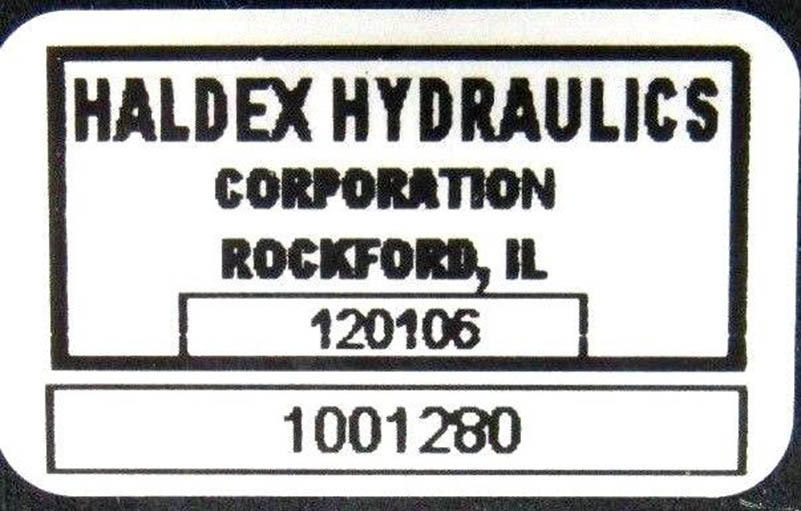 HALDEX HYDRAULICS
CORPORATION
ROCKFORD, IL
120106
1001280